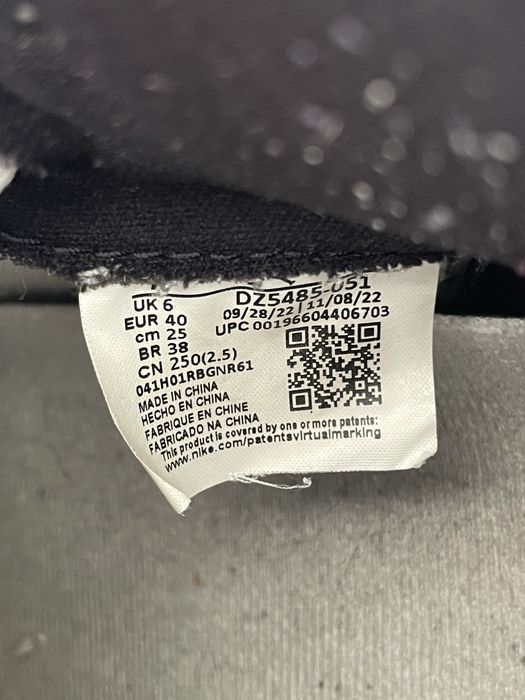 UK 6
EUR 40
cm 25
BR 38
CN 250(2.5)
041H01RBGNR61
MADE IN CHINA
HECHO EN CHINA
FABRIQUE EN CHINE
FABRICADO NA CHINA
This product is covered by one or more patents:
www.nike.com/patentsvirtualmarking
DZ5485-051
09/28/22 | 11/08/22
UPC 00196604406703